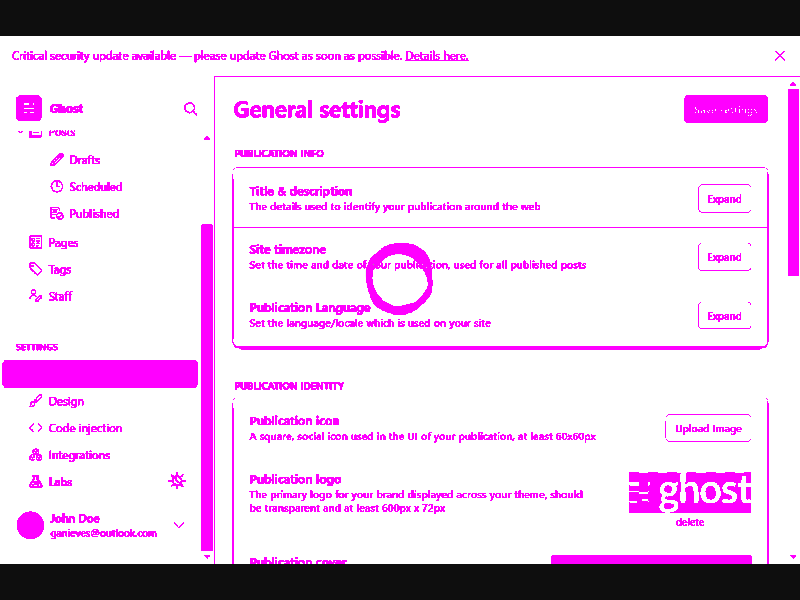 Critical security update available — please update Ghost as soon as possible. Details here.
Ghost
Posts
Drafts
Scheduled
Published
Pages
Tags
Staff
SETTINGS
Design
Code injection
Integrations
Labs
John Doe
ganieves@outlook.com
General settings
Save settings
PUBLICATION INFO
Title & description
The details used to identify your publication around the web
Expand
Site timezone
Set the time and date of your publication, used for all published posts
Expand
Publication Language
Set the language/locale which is used on your site
Expand
PUBLICATION IDENTITY
Publication icon
A square, social icon used in the UI of your publication, at least 60x60px
Upload Image
Publication logo
The primary logo for your brand displayed across your theme, should
be transparent and at least 600px x 72px
ghost
delete
Publication cover